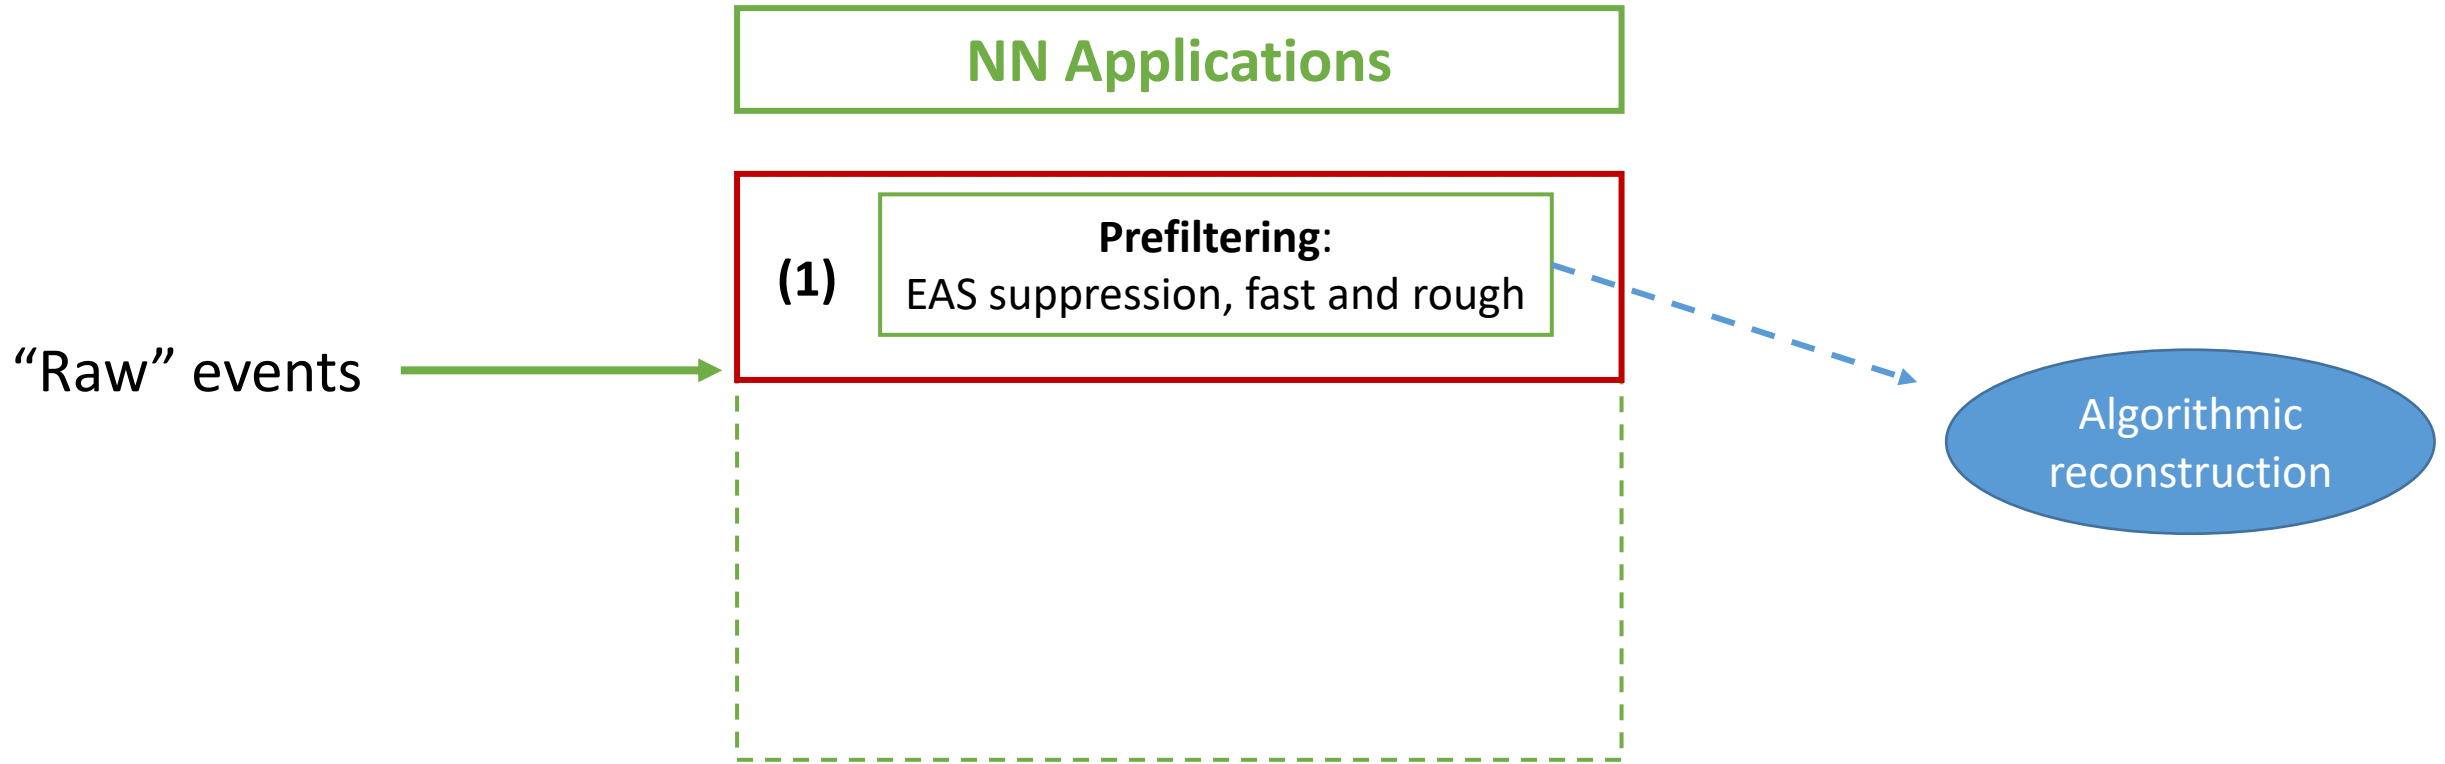 NN Applications
(1)
Prefiltering:
EAS suppression, fast and rough
“Raw” events
Algorithmic
reconstruction